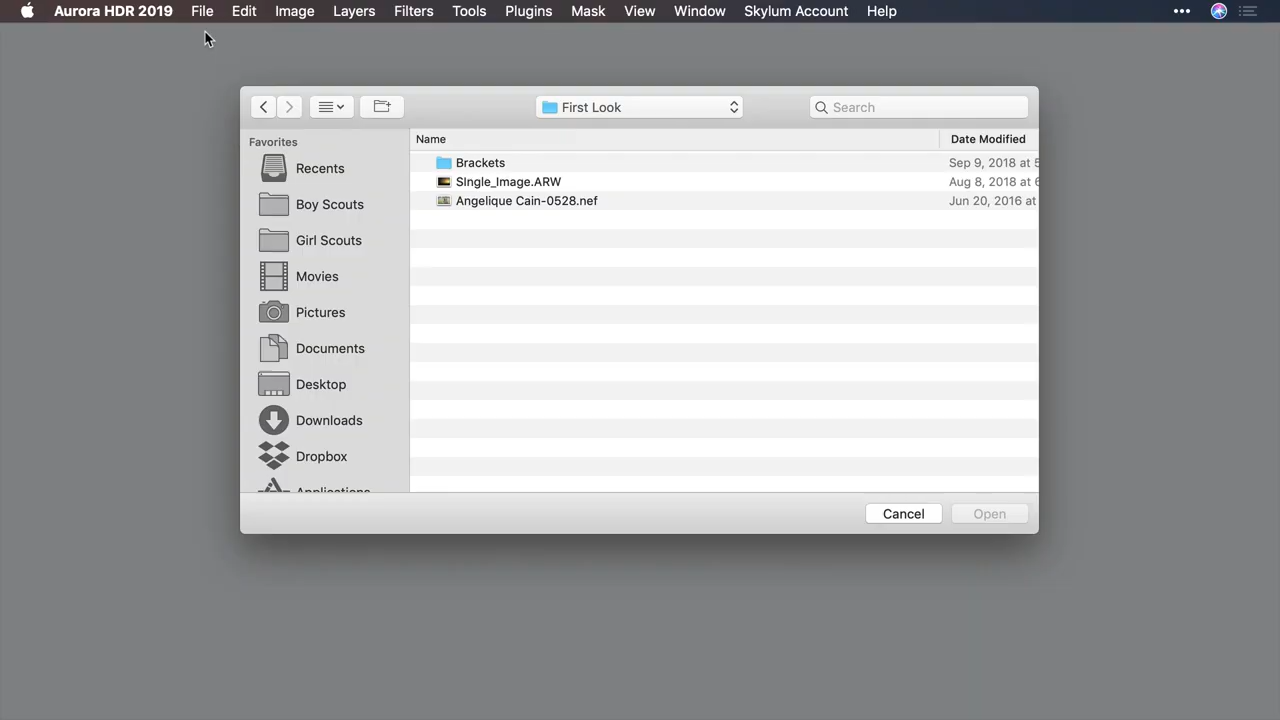 Aurora HDR 2019 File Edit Image Layers Filters Tools Plugins Mask View Window Skylum Account Help
First Look
Search
Favorites
Recents
Boy Scouts
Girl Scouts
Movies
Pictures
Documents
Desktop
Downloads
Dropbox
Applications
Name Date Modified
Brackets Sep 9, 2018 at
SIngle_Image.ARW Aug 8, 2018 at
Angelique Cain-0528.nef Jun 20, 2016 at
Cancel Open